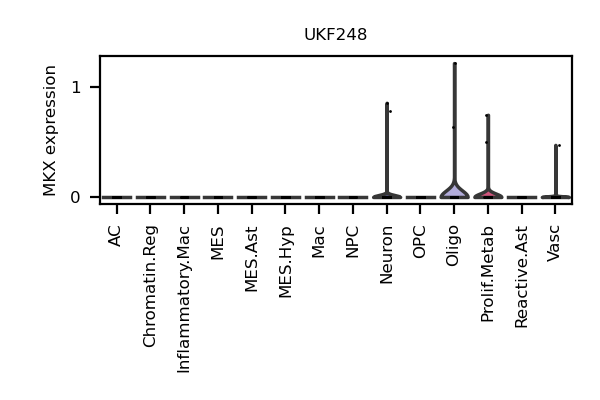 UKF248
MKX expression
1
0
AC
Chromatin.Reg
Inflammatory.Mac
MES
MES.Ast
MES.Hyp
Mac
NPC
Neuron
OPC
Oligo
Prolif.Metab
Reactive.Ast
Vasc